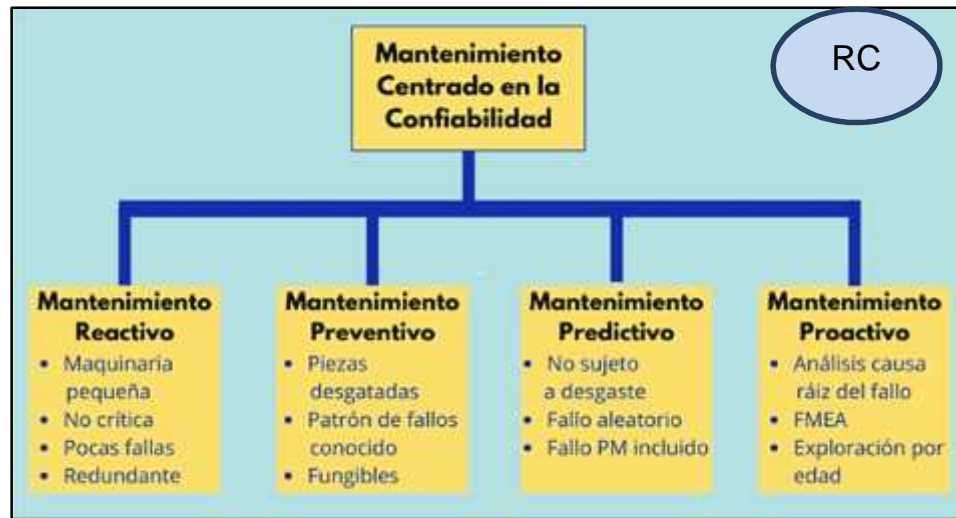 Mantenimiento
Centrado en la
Confiabilidad
RC
Mantenimiento
Reactivo
• Maquinaria
pequeña
• No crítica
• Pocas fallas
• Redundante
Mantenimiento
Preventivo
• Piezas
desgatadas
• Patrón de fallos
conocido
• Fungibles
Mantenimiento
Predictivo
• No sujeto
a desgaste
• Fallo aleatorio
• Fallo PM incluido
Mantenimiento
Proactivo
• Análisis causa
ráiz del fallo
• FMEA
• Exploración por
edad